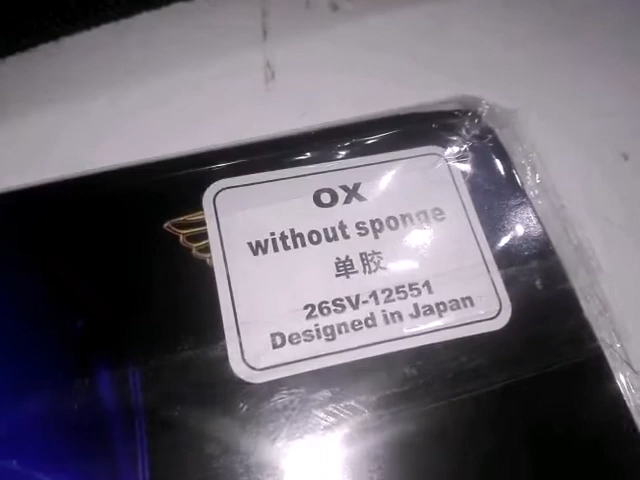 OX
without sponge
单胶
26SV-12551
Designed in Japan